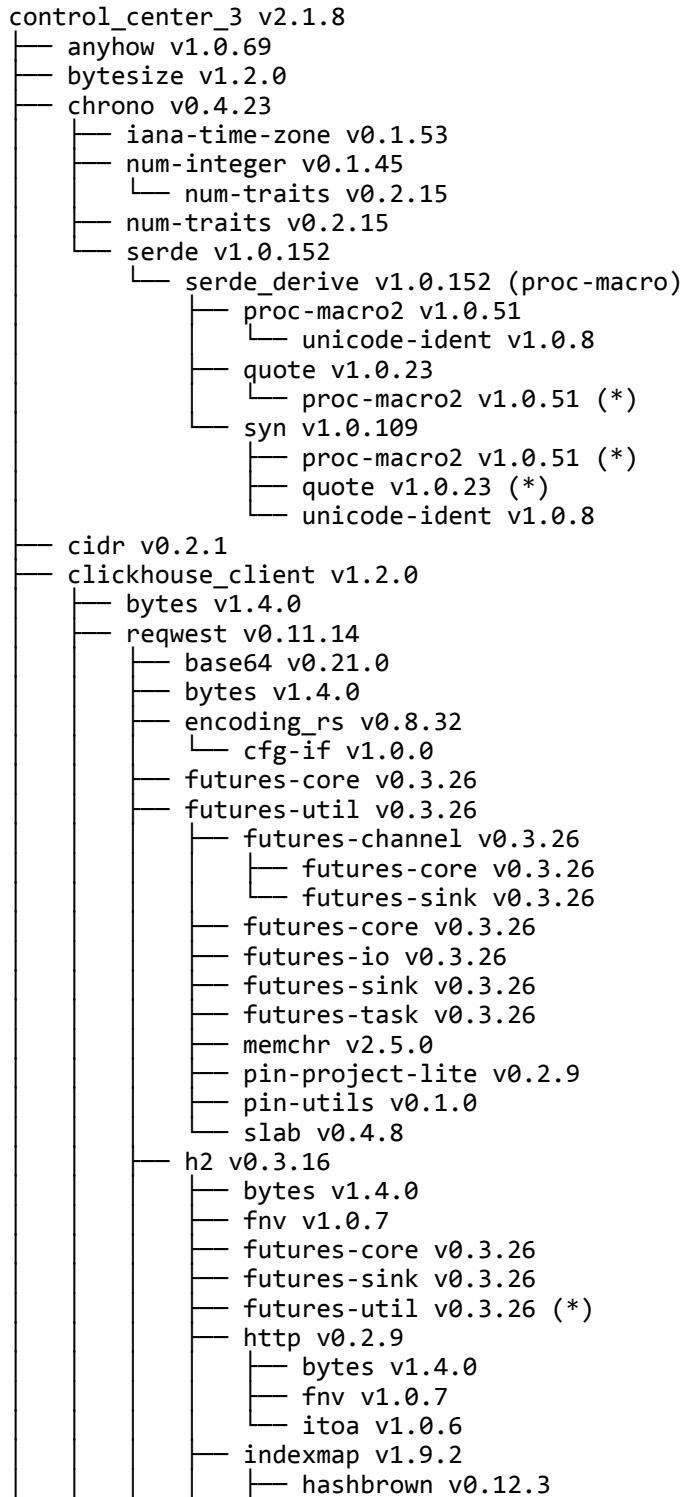 control_center_3 v2.1.8
├── anyhow v1.0.69
├── bytesize v1.2.0
├── chrono v0.4.23
│   ├── iana-time-zone v0.1.53
│   ├── num-integer v0.1.45
│   │   └── num-traits v0.2.15
│   ├── num-traits v0.2.15
│   └── serde v1.0.152
│       └── serde_derive v1.0.152 (proc-macro)
│           ├── proc-macro2 v1.0.51
│           │   └── unicode-ident v1.0.8
│           ├── quote v1.0.23
│           │   └── proc-macro2 v1.0.51 (*)
│           └── syn v1.0.109
│               ├── proc-macro2 v1.0.51 (*)
│               ├── quote v1.0.23 (*)
│               └── unicode-ident v1.0.8
├── cidr v0.2.1
├── clickhouse_client v1.2.0
│   ├── bytes v1.4.0
│   ├── reqwest v0.11.14
│   │   ├── base64 v0.21.0
│   │   ├── bytes v1.4.0
│   │   ├── encoding_rs v0.8.32
│   │   │   └── cfg-if v1.0.0
│   │   ├── futures-core v0.3.26
│   │   ├── futures-util v0.3.26
│   │   │   ├── futures-channel v0.3.26
│   │   │   │   ├── futures-core v0.3.26
│   │   │   │   └── futures-sink v0.3.26
│   │   │   ├── futures-core v0.3.26
│   │   │   ├── futures-io v0.3.26
│   │   │   ├── futures-sink v0.3.26
│   │   │   ├── futures-task v0.3.26
│   │   │   ├── memchr v2.5.0
│   │   │   ├── pin-project-lite v0.2.9
│   │   │   ├── pin-utils v0.1.0
│   │   │   └── slab v0.4.8
│   │   ├── h2 v0.3.16
│   │   │   ├── bytes v1.4.0
│   │   │   ├── fnv v1.0.7
│   │   │   ├── futures-core v0.3.26
│   │   │   ├── futures-sink v0.3.26
│   │   │   ├── futures-util v0.3.26 (*)
│   │   │   ├── http v0.2.9
│   │   │   │   ├── bytes v1.4.0
│   │   │   │   ├── fnv v1.0.7
│   │   │   │   └── itoa v1.0.6
│   │   │   ├── indexmap v1.9.2
│   │   │   │   ├── hashbrown v0.12.3